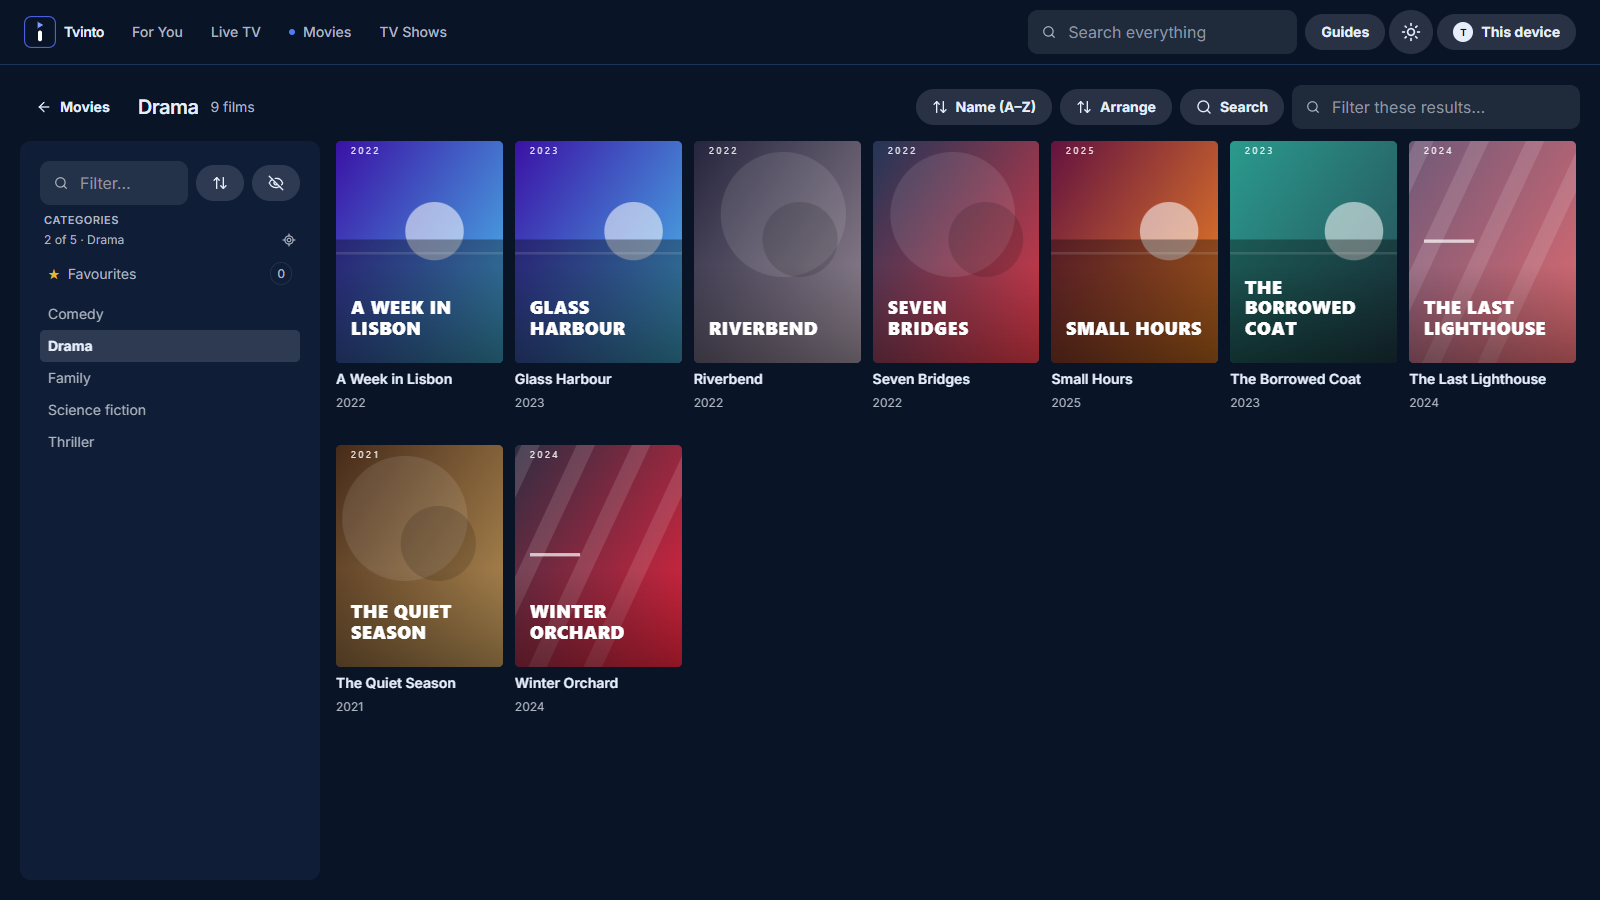 Tvinto
For You
Live TV
Movies
TV Shows
Search everything
Guides
T
This device
Movies
Drama
9 films
Name (A–Z)
Arrange
Search
Filter these results...
Filter...
CATEGORIES
2 of 5 · Drama
Favourites
0
Comedy
Drama
Family
Science fiction
Thriller
2022
A WEEK IN
LISBON
A Week in Lisbon
2022
2023
GLASS
HARBOUR
Glass Harbour
2023
2022
RIVERBEND
Riverbend
2022
2022
SEVEN
BRIDGES
Seven Bridges
2022
2025
SMALL HOURS
Small Hours
2025
2023
THE
BORROWED
COAT
The Borrowed Coat
2023
2024
THE LAST
LIGHTHOUSE
The Last Lighthouse
2024
2021
THE QUIET
SEASON
The Quiet Season
2021
2024
WINTER
ORCHARD
Winter Orchard
2024